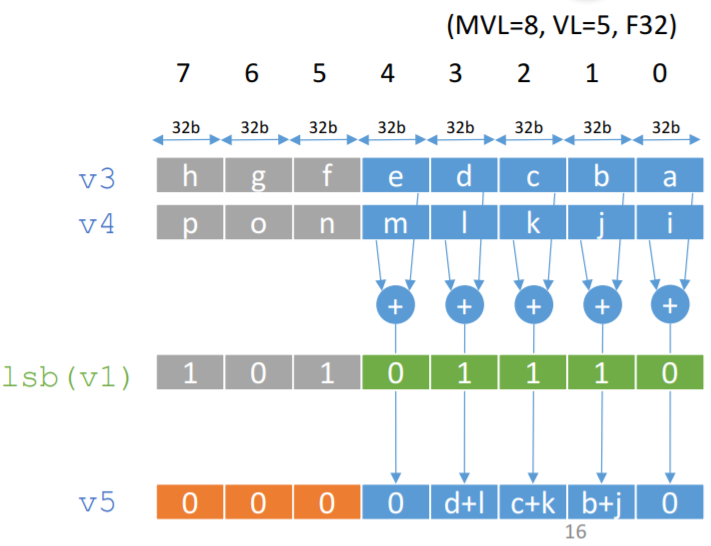 (MVL=8, VL=5, F32)
7 6 5 4 3 2 1 0
32b 32b 32b 32b 32b 32b 32b 32b
v3 h g f e d c b a
v4 p o n m l k j i
+ + + + +
lsb(v1) 1 0 1 0 1 1 1 0
v5 0 0 0 0 d+l c+k b+j 0
16